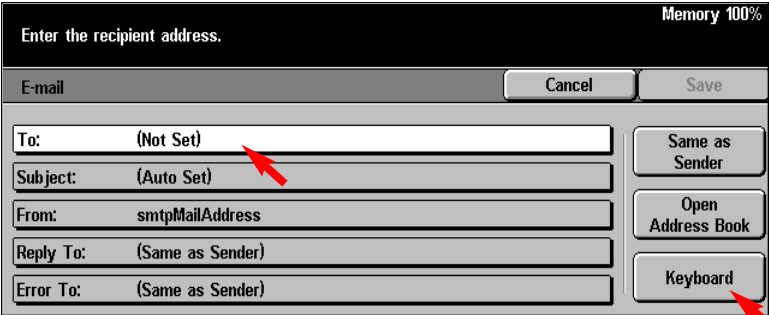 Memory 100%
Enter the recipient address.
E-mail
Cancel
Save
To: (Not Set)
Same as
Sender
Subject: (Auto Set)
From: smtpMailAddress
Open
Address Book
Reply To: (Same as Sender)
Error To: (Same as Sender)
Keyboard